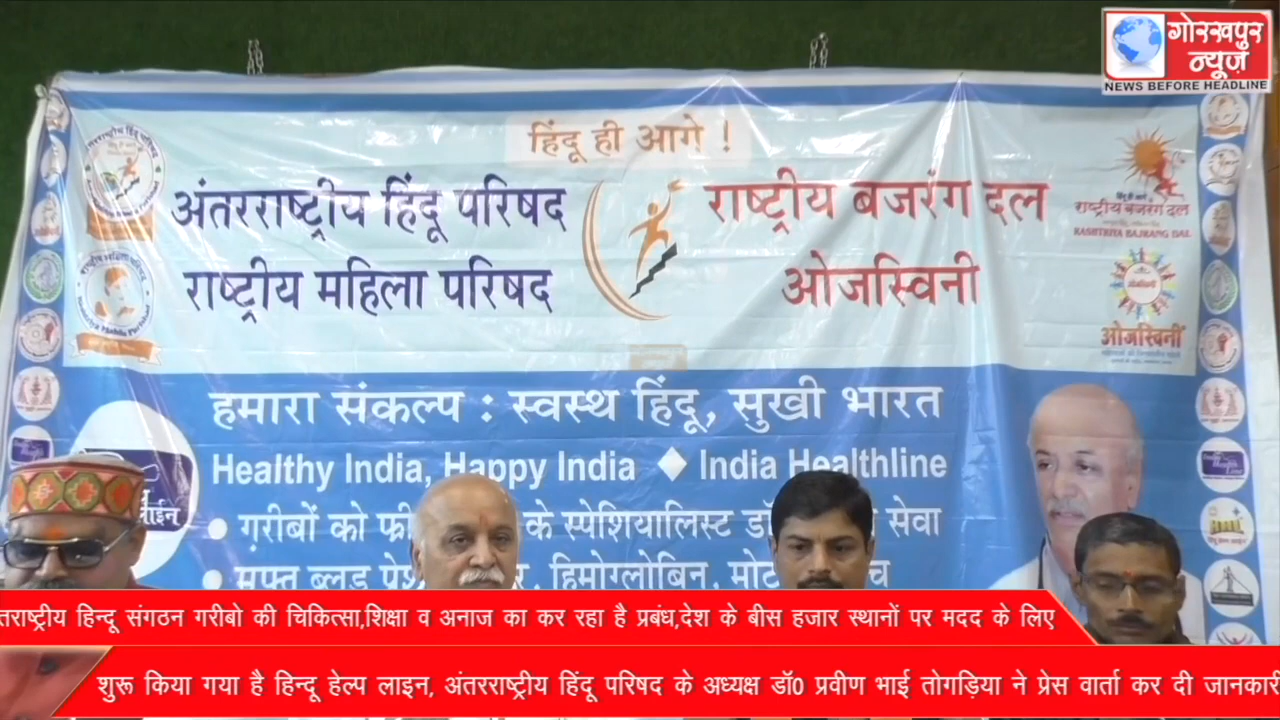 गोरखपुर
न्यूज़
NEWS BEFORE HEADLINE
हिंदू ही आगे !
अंतरराष्ट्रीय हिंदू परिषद
राष्ट्रीय बजरंग दल
राष्ट्रीय महिला परिषद
ओजस्विनी
राष्ट्रीय बजरंग दल
RASHTRIYA BAJRANG DAL
ओजस्विनीं
हमारा संकल्प : स्वस्थ हिंदू, सुखी भारत
Healthy India, Happy India ◆ India Healthline
• ग़रीबों को फ्री के स्पेशियालिस्ट सेवा
• मुफ्त ब्लड हिमोग्लोबिन,
तराष्ट्रीय हिन्दू संगठन गरीबो की चिकित्सा,शिक्षा व अनाज का कर रहा है प्रबंध,देश के बीस हजार स्थानों पर मदद के लिए
शुरू किया गया है हिन्दू हेल्प लाइन, अंतरराष्ट्रीय हिंदू परिषद के अध्यक्ष डॉ0 प्रवीण भाई तोगड़िया ने प्रेस वार्ता कर दी जानकारी